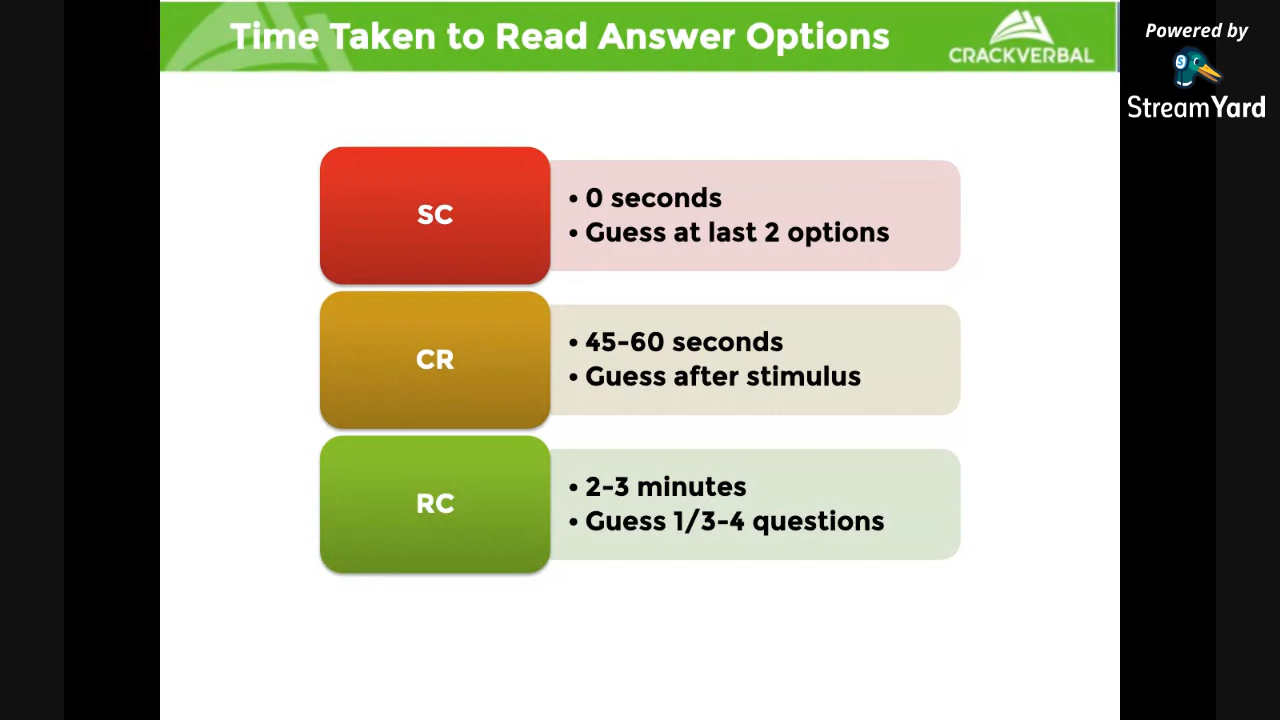 Time Taken to Read Answer Options
CRACKVERBAL
Powered by
StreamYard
SC
• 0 seconds
• Guess at last 2 options
CR
• 45-60 seconds
• Guess after stimulus
RC
• 2-3 minutes
• Guess 1/3-4 questions